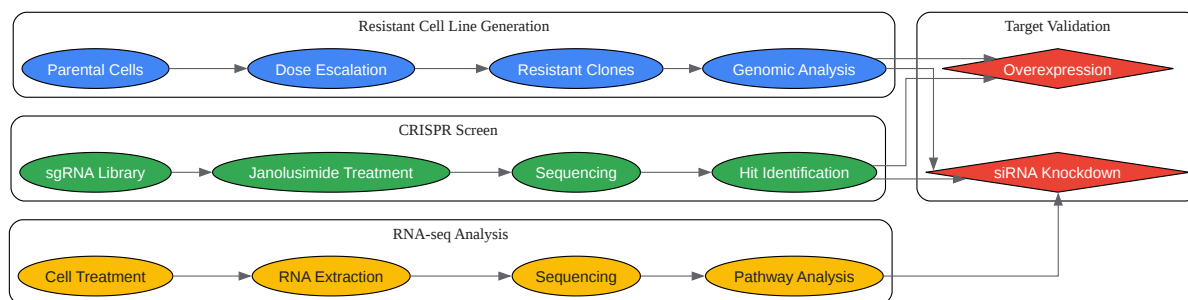 Resistant Cell Line Generation
Parental Cells
Dose Escalation
Resistant Clones
Genomic Analysis
Target Validation
Overexpression
siRNA Knockdown
CRISPR Screen
sgRNA Library
Janolusimide Treatment
Sequencing
Hit Identification
RNA-seq Analysis
Cell Treatment
RNA Extraction
Sequencing
Pathway Analysis